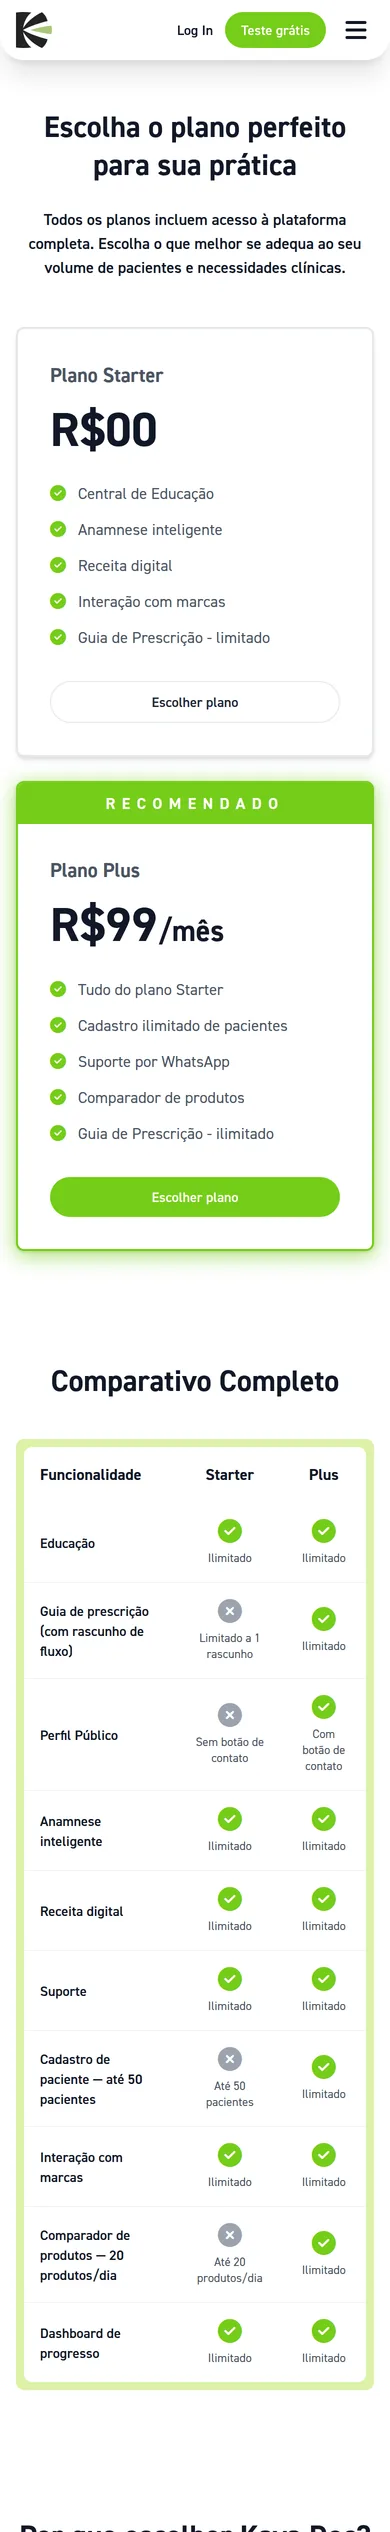 Log In
Teste grátis
Escolha o plano perfeito
para sua prática
Todos os planos incluem acesso à plataforma
completa. Escolha o que melhor se adequa ao seu
volume de pacientes e necessidades clínicas.
Plano Starter
R$00
Central de Educação
Anamnese inteligente
Receita digital
Interação com marcas
Guia de Prescrição - limitado
Escolher plano
RECOMENDADO
Plano Plus
R$99/mês
Tudo do plano Starter
Cadastro ilimitado de pacientes
Suporte por WhatsApp
Comparador de produtos
Guia de Prescrição - ilimitado
Escolher plano
Comparativo Completo
Funcionalidade Starter Plus
Educação
Ilimitado Ilimitado
Guia de prescrição
(com rascunho de
fluxo)
Limitado a 1
rascunho
Ilimitado
Perfil Público
Sem botão de
contato
Com
botão de
contato
Anamnese
inteligente
Ilimitado Ilimitado
Receita digital
Ilimitado Ilimitado
Suporte
Ilimitado Ilimitado
Cadastro de
paciente — até 50
pacientes
Até 50
pacientes
Ilimitado
Interação com
marcas
Ilimitado Ilimitado
Comparador de
produtos — 20
produtos/dia
Até 20
produtos/dia
Ilimitado
Dashboard de
progresso
Ilimitado Ilimitado
Por que escolher Kaya Doc?